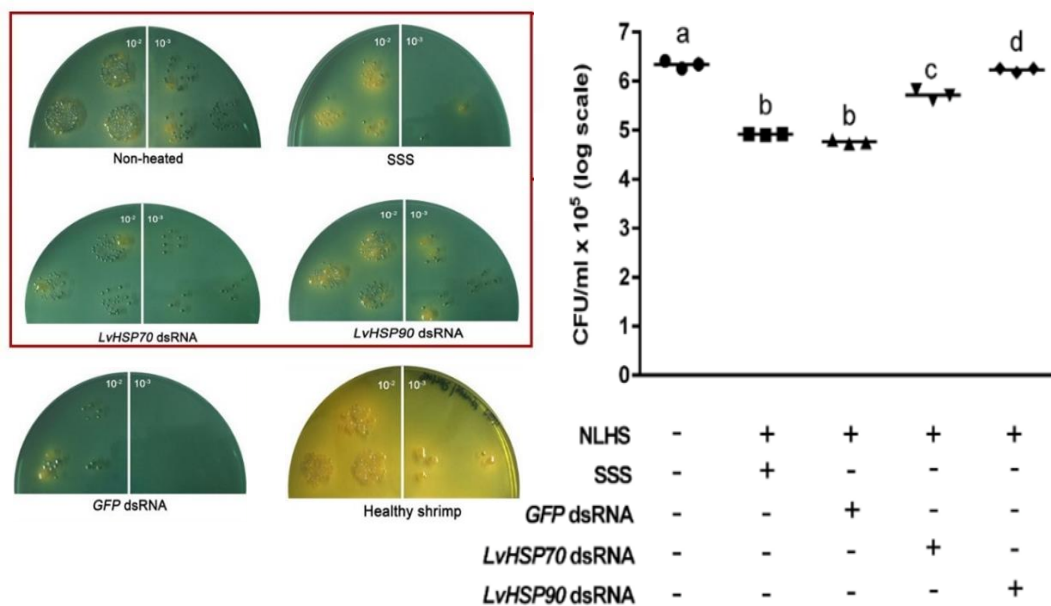 10⁻² 10⁻³
Non-heated
10⁻² 10⁻³
SSS
10⁻² 10⁻³
LvHSP70 dsRNA
10⁻² 10⁻³
LvHSP90 dsRNA
10⁻² 10⁻³
GFP dsRNA
10⁻² 10⁻³
Healthy shrimp
CFU/ml x 10⁵ (log scale)
7
6
5
4
3
2
1
0
a
b
b
c
d
NLHS - + + + +
SSS - + - - -
GFP dsRNA - - + - -
LvHSP70 dsRNA - - - + -
LvHSP90 dsRNA - - - - +